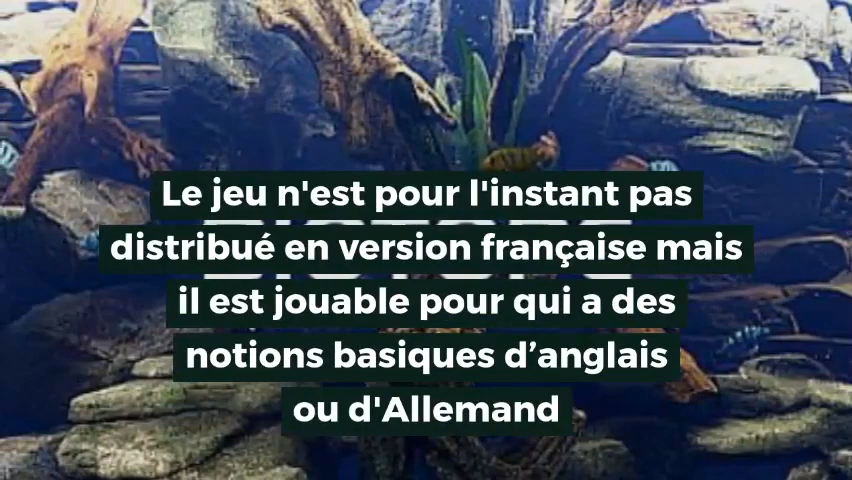 Le jeu n'est pour l'instant pas
distribué en version française mais
il est jouable pour qui a des
notions basiques d’anglais
ou d'Allemand